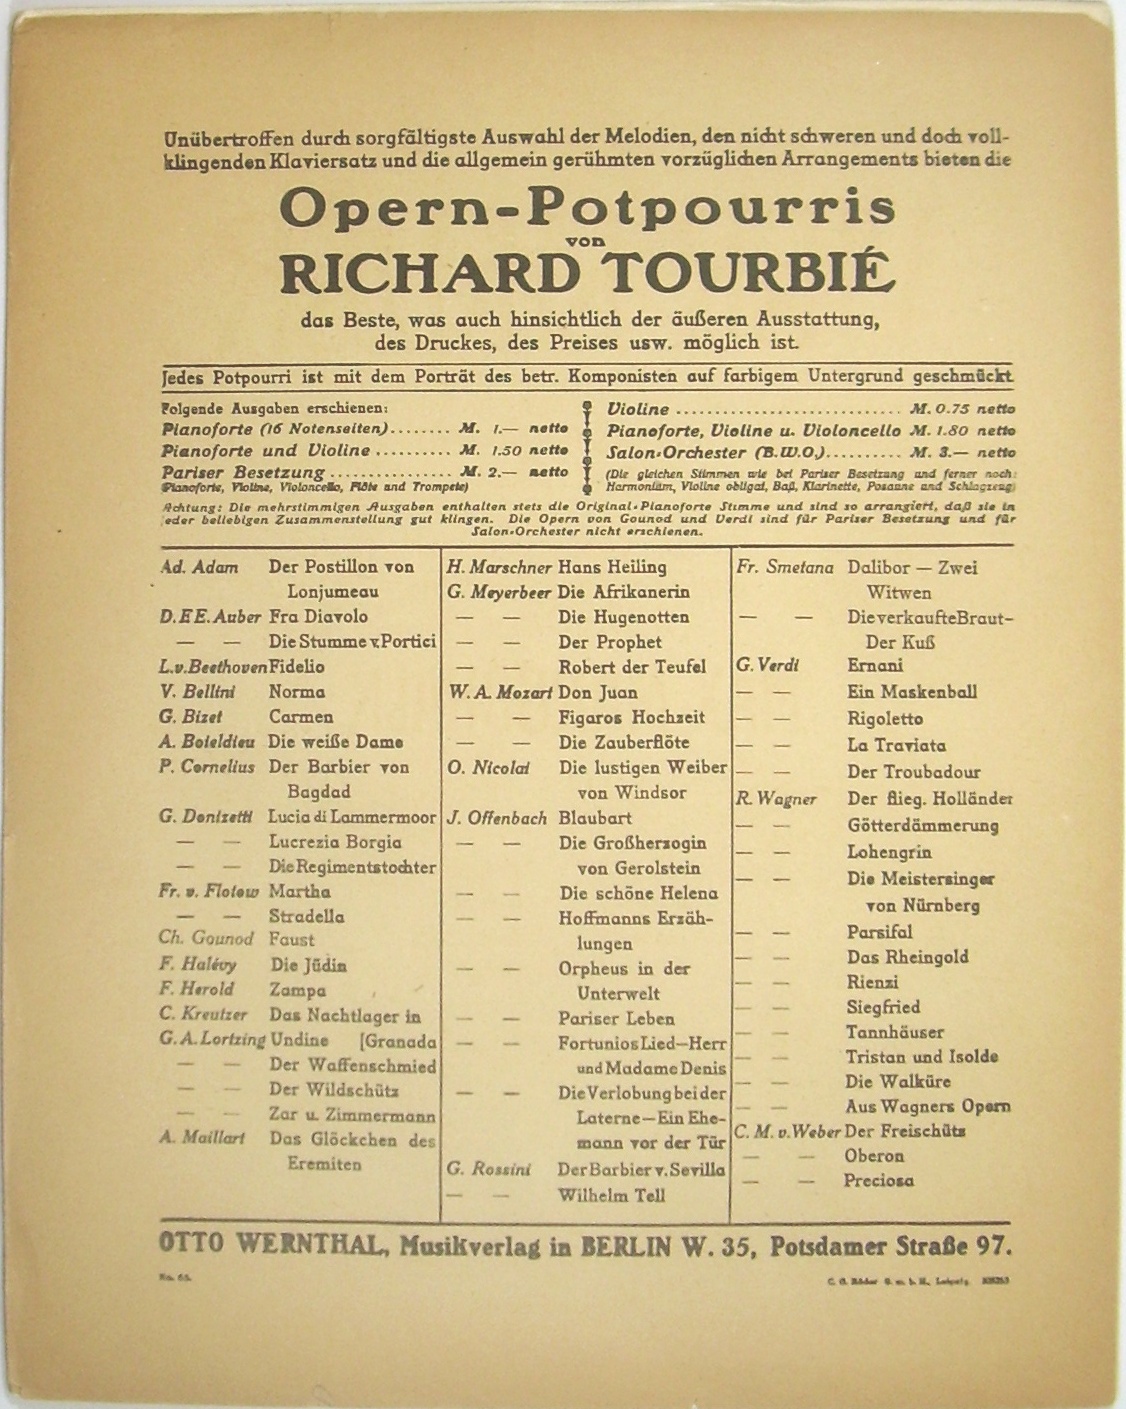 Unübertroffen durch sorgfältigste Auswahl der Melodien, den nicht schweren und doch voll-
klingenden Klaviersatz und die allgemein gerühmten vorzüglichen Arrangements bieten die
Opern-Potpourris
von
RICHARD TOURBIÉ
das Beste, was auch hinsichtlich der äußeren Ausstattung,
des Druckes, des Preises usw. möglich ist.
Jedes Potpourri ist mit dem Porträt des betr. Komponisten auf farbigem Untergrund geschmückt
Folgende Ausgaben erschienen:
Pianoforte (16 Notenseiten)........ M. 1.— netto
Pianoforte und Violine .......... M. 1.50 netto
Pariser Besetzung ............... M. 2.— netto
(Pianoforte, Violine, Violoncello, Flöte und Trompete)
Violine ............................ M. 0.75 netto
Pianoforte, Violine u. Violoncello M. 1.80 netto
Salon-Orchester (B.W.O.).......... M. 3.— netto
(Die gleichen Stimmen wie bei Pariser Besetzung und ferner noch:
Harmonium, Violine obligat, Baß, Klarinette, Posaune und Schlagzeug)
Achtung: Die mehrstimmigen Ausgaben enthalten stets die Original-Pianoforte Stimme und sind so arrangiert, daß sie in
jeder beliebigen Zusammenstellung gut klingen. Die Opern von Gounod und Verdi sind für Pariser Besetzung und für
Salon-Orchester nicht erschienen.
Ad. Adam Der Postillon von
Lonjumeau
D.F.E. Auber Fra Diavolo
— — Die Stumme v. Portici
L.v.Beethoven Fidelio
V. Bellini Norma
G. Bizet Carmen
A. Boieldieu Die weiße Dame
P. Cornelius Der Barbier von
Bagdad
G. Donizetti Lucia di Lammermoor
— — Lucrezia Borgia
— — Die Regimentstochter
Fr. v. Flotow Martha
— — Stradella
Ch. Gounod Faust
F. Halévy Die Jüdin
F. Herold Zampa
C. Kreutzer Das Nachtlager in
G.A. Lortzing Undine [Granada
— — Der Waffenschmied
— — Der Wildschütz
— — Zar u. Zimmermann
A. Maillart Das Glöckchen des
Eremiten
H. Marschner Hans Heiling
G. Meyerbeer Die Afrikanerin
— — Die Hugenotten
— — Der Prophet
— — Robert der Teufel
W. A. Mozart Don Juan
— — Figaros Hochzeit
— — Die Zauberflöte
O. Nicolai Die lustigen Weiber
von Windsor
J. Offenbach Blaubart
— — Die Großherzogin
von Gerolstein
— — Die schöne Helena
— — Hoffmanns Erzäh-
lungen
— — Orpheus in der
Unterwelt
— — Pariser Leben
— — Fortunios Lied—Herr
und Madame Denis
— — Die Verlobung bei der
Laterne—Ein Ehe-
mann vor der Tür
G. Rossini Der Barbier v. Sevilla
— — Wilhelm Tell
Fr. Smetana Dalibor — Zwei
Witwen
— — Die verkaufte Braut-
Der Kuß
G. Verdi Ernani
— — Ein Maskenball
— — Rigoletto
— — La Traviata
— — Der Troubadour
R. Wagner Der flieg. Holländer
— — Götterdämmerung
— — Lohengrin
— — Die Meistersinger
von Nürnberg
— — Parsifal
— — Das Rheingold
— — Rienzi
— — Siegfried
— — Tannhäuser
— — Tristan und Isolde
— — Die Walküre
— — Aus Wagners Opern
C. M. v. Weber Der Freischütz
— — Oberon
— — Preciosa
OTTO WERNTHAL, Musikverlag in BERLIN W. 35, Potsdamer Straße 97.
C. G. Röder G. m. b. H., Leipzig.